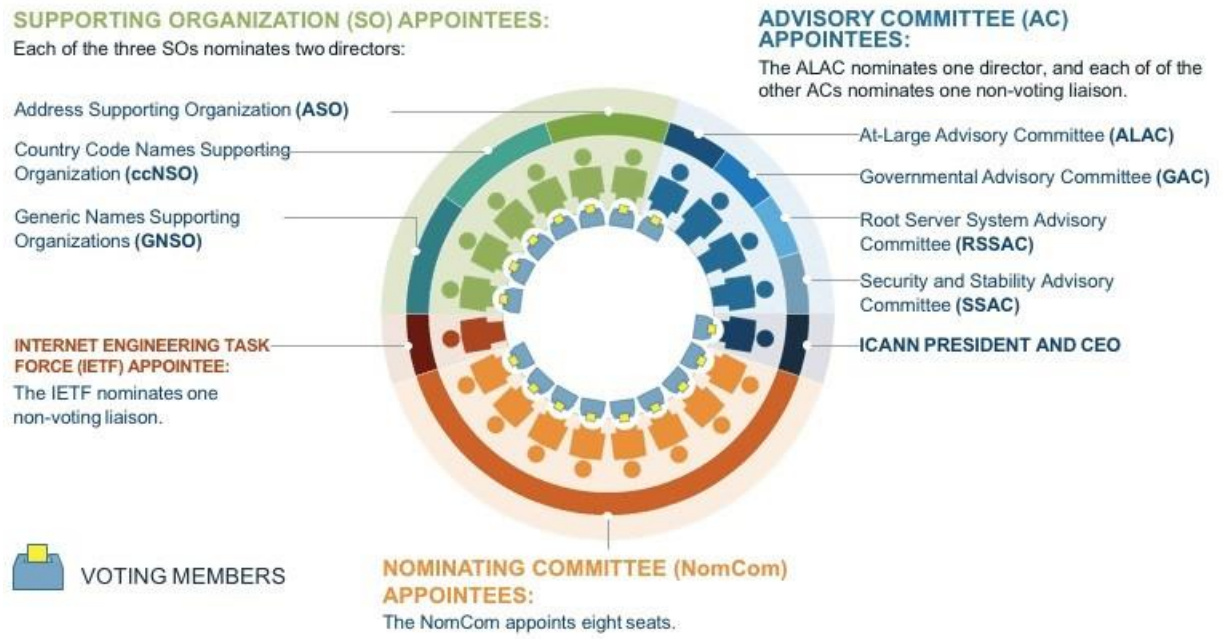 SUPPORTING ORGANIZATION (SO) APPOINTEES:
Each of the three SOs nominates two directors:
Address Supporting Organization (ASO)
Country Code Names Supporting
Organization (ccNSO)
Generic Names Supporting
Organizations (GNSO)
INTERNET ENGINEERING TASK
FORCE (IETF) APPOINTEE:
The IETF nominates one
non-voting liaison.
ADVISORY COMMITTEE (AC)
APPOINTEES:
The ALAC nominates one director, and each of of the
other ACs nominates one non-voting liaison.
At-Large Advisory Committee (ALAC)
Governmental Advisory Committee (GAC)
Root Server System Advisory
Committee (RSSAC)
Security and Stability Advisory
Committee (SSAC)
ICANN PRESIDENT AND CEO
VOTING MEMBERS
NOMINATING COMMITTEE (NomCom)
APPOINTEES:
The NomCom appoints eight seats.